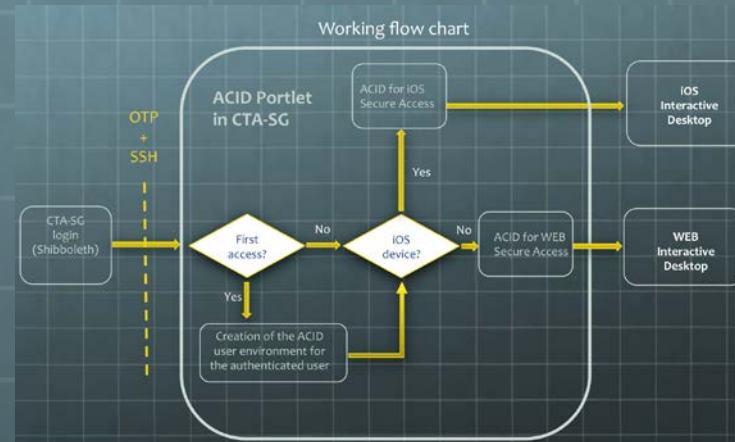 Working flow chart
ACID Portlet
in CTA-SG
OTP
+
SSH
CTA-SG
login
(Shibboleth)
First
access?
No
Yes
Creation of the ACID
user environment for
the authenticated user
iOS
device?
Yes
ACID for iOS
Secure Access
iOS
Interactive
Desktop
No
ACID for WEB
Secure Access
WEB
Interactive
Desktop